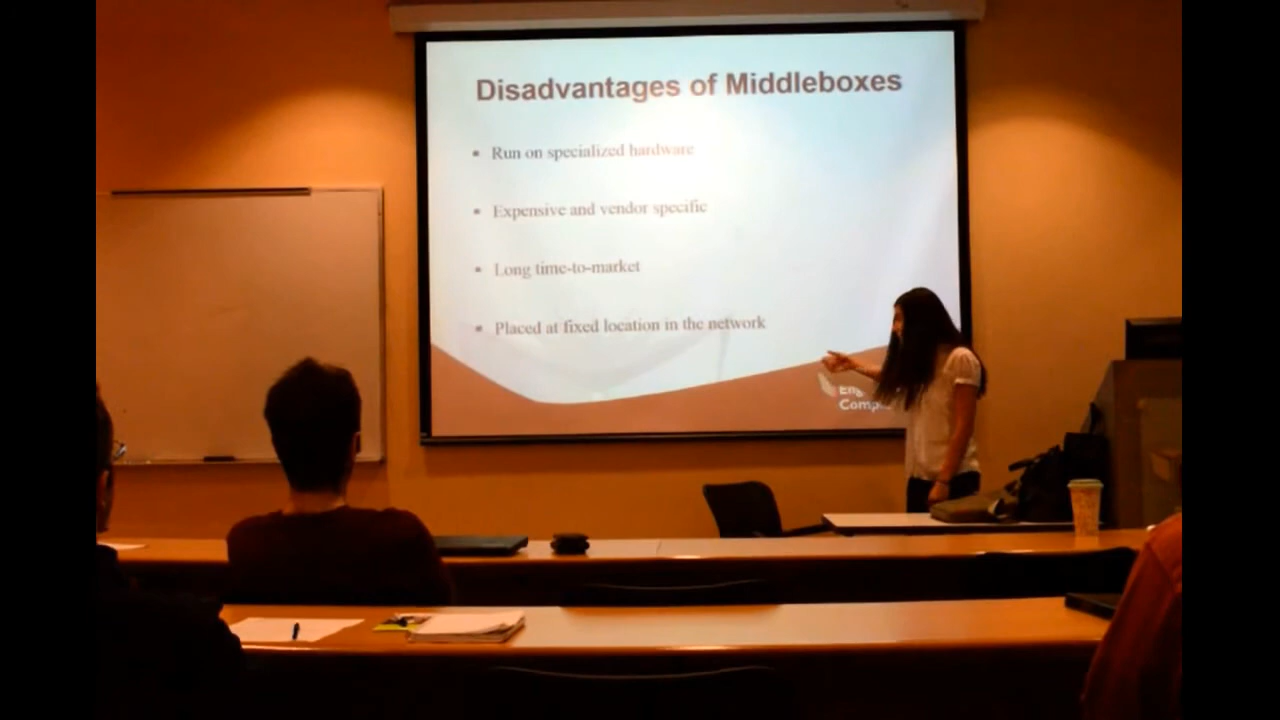 Disadvantages of Middleboxes
Run on specialized hardware
Expensive and vendor specific
Long time-to-market
Placed at fixed location in the network